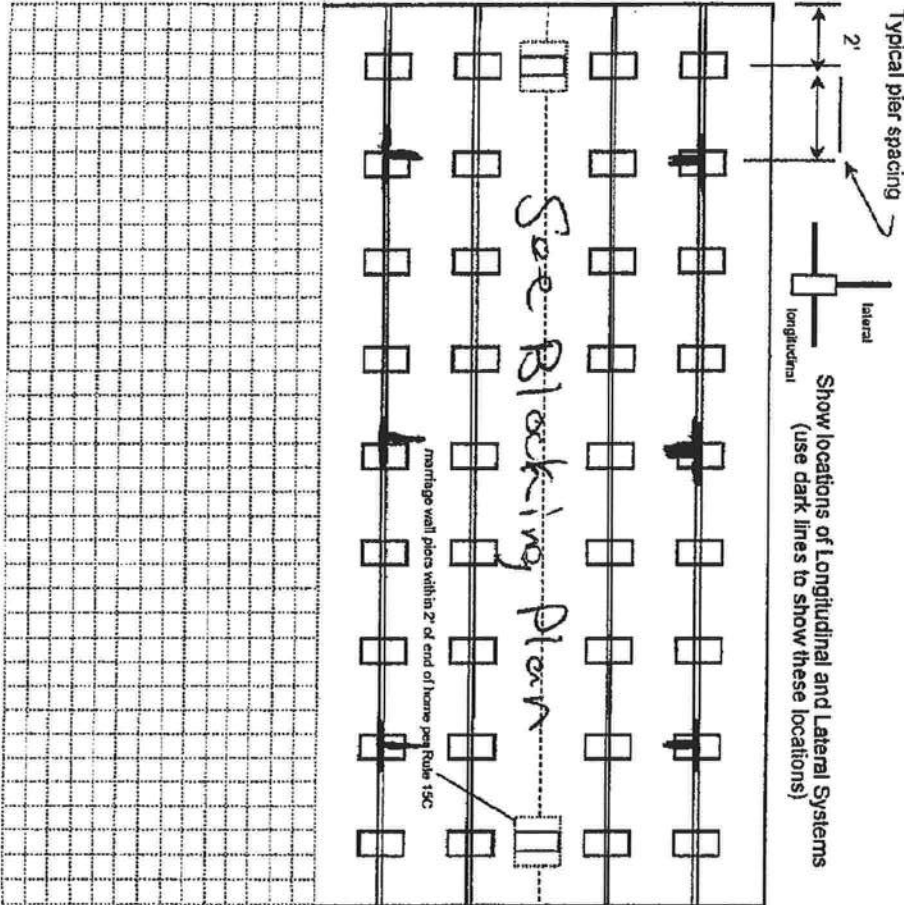 Typical pier spacing
2'
lateral
longitudinal
Show locations of Longitudinal and Lateral Systems
(use dark lines to show these locations)
See Blocking Plan
marriage wall piers within 2' of end of home per Rule 15C